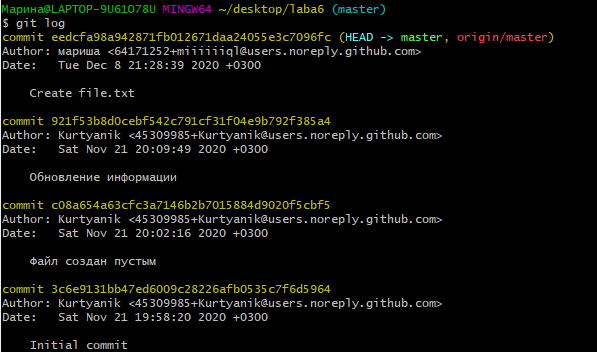 Марина@LAPTOP-9U61O78U MINGW64 ~/desktop/laba6 (master)
$ git log
commit eedcfa98a942871fb012671daa24055e3c7096fc (HEAD -> master, origin/master)
Author: мариша <64171252+miiiiiql@users.noreply.github.com>
Date:   Tue Dec 8 21:28:39 2020 +0300
Create file.txt
commit 921f53b8d0cebf542c791cf31f04e9b792f385a4
Author: Kurtyanik <45309985+Kurtyanik@users.noreply.github.com>
Date:   Sat Nov 21 20:09:49 2020 +0300
Обновление информации
commit c08a654a63cfc3a7146b2b7015884d9020f5cbf5
Author: Kurtyanik <45309985+Kurtyanik@users.noreply.github.com>
Date:   Sat Nov 21 20:02:16 2020 +0300
Файл создан пустым
commit 3c6e9131bb47ed6009c28226afb0535c7f6d5964
Author: Kurtyanik <45309985+Kurtyanik@users.noreply.github.com>
Date:   Sat Nov 21 19:58:20 2020 +0300
Initial commit